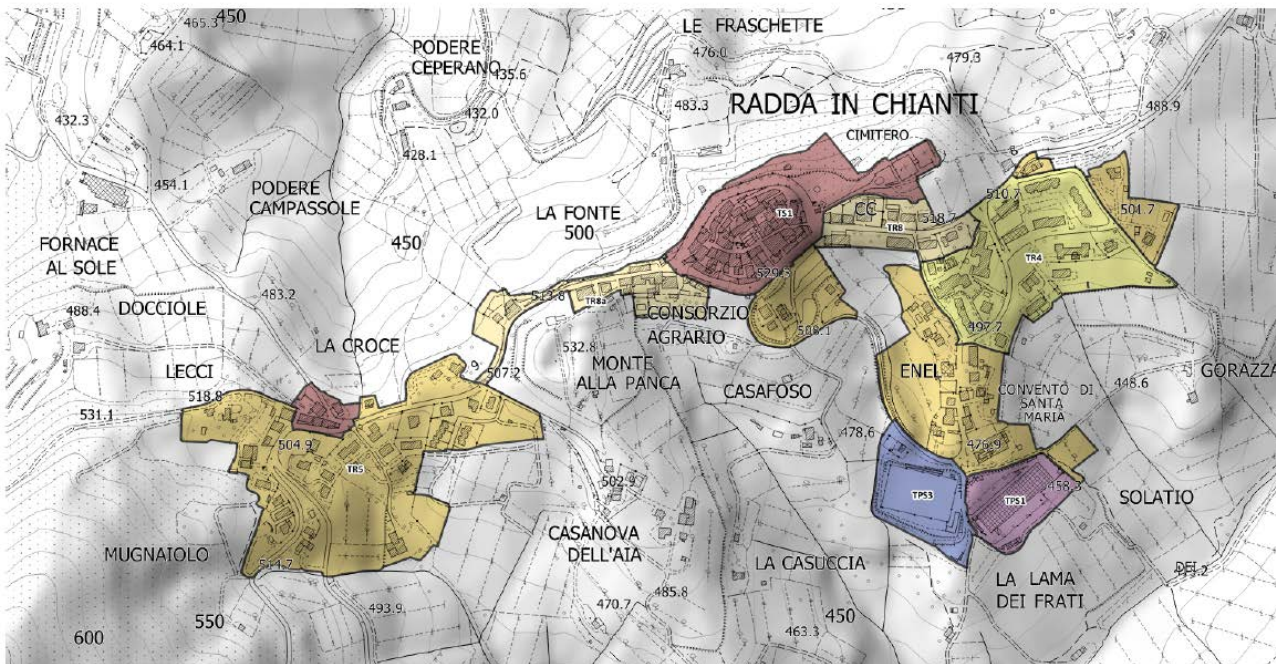 465.3
450
464.1
LE FRASCHETTE
476.0
PODERE
CEPERANO
435.6
479.3
432.0
483.3
RADDA IN CHIANTI
488.9
432.3
CIMITERO
428.1
454.1
PODERE
CAMPASSOLE
510.7
LA FONTE
500
TS1
CC
518.7
TR8
501.7
450
FORNACE
AL SOLE
TR4
529.5
483.2
513.8
TR8a
488.4
DOCCIOLE
CONSORZIO
AGRARIO
508.1
497.7
LA CROCE
532.8
MONTE
ALLA PANCA
LECCI
507.2
ENEL
GORAZZA
CASAFOSO
448.6
CONVENTO DI
SANTA
MARIA
518.8
531.1
478.6
504.9
476.9
TR5
502.9
TPS3
TPS1
458.3
SOLATIO
MUGNAIOLO
CASANOVA
DELL'AIA
514.7
LA CASUCCIA
LA LAMA
DEI FRATI
DEI
485.8
470.7
493.9
550
450
463.3
600